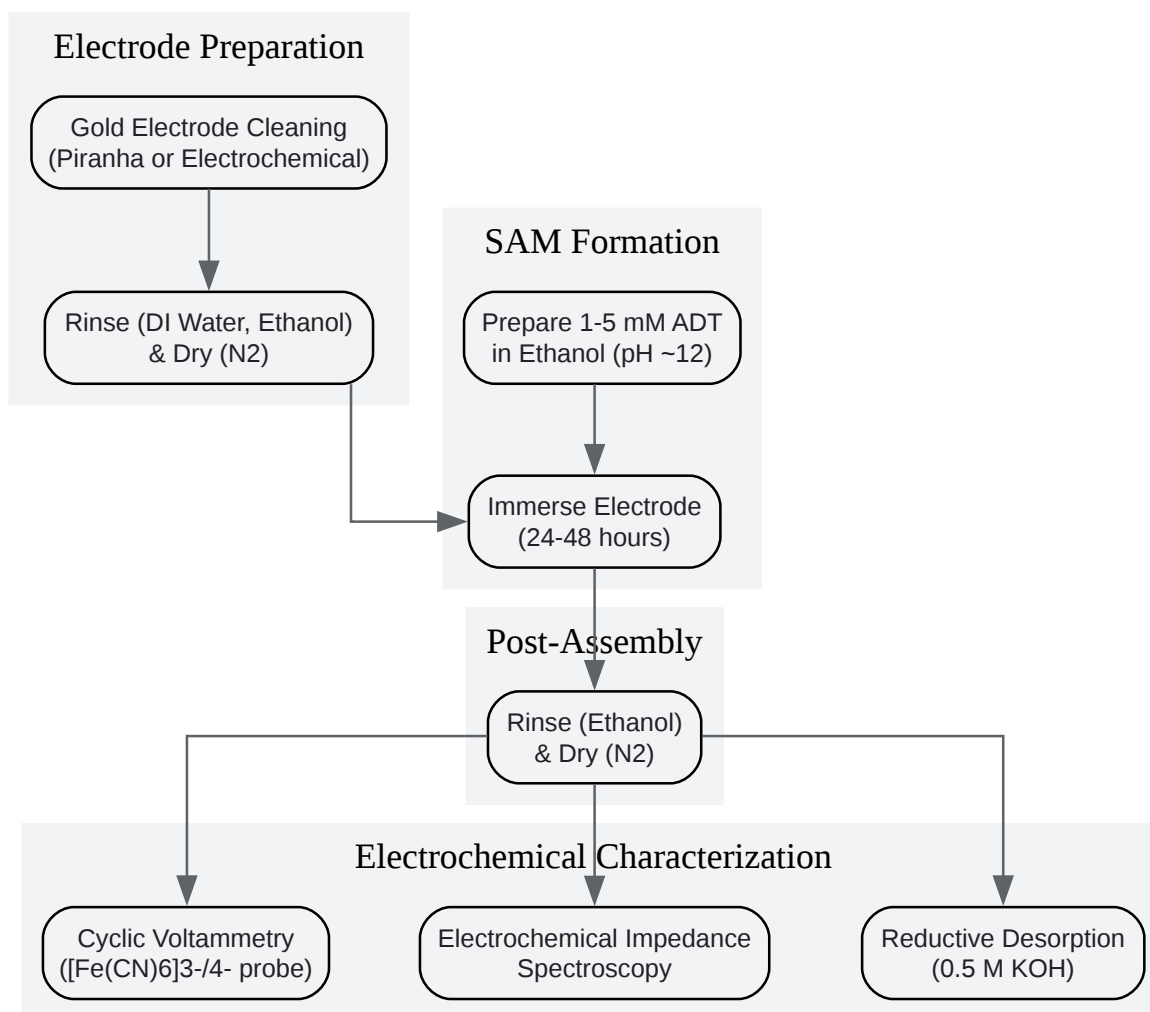 Electrode Preparation
Gold Electrode Cleaning
(Piranha or Electrochemical)
Rinse (DI Water, Ethanol)
& Dry (N2)
SAM Formation
Prepare 1-5 mM ADT
in Ethanol (pH ~12)
Immerse Electrode
(24-48 hours)
Post-Assembly
Rinse (Ethanol)
& Dry (N2)
Electrochemical Characterization
Cyclic Voltammetry
([Fe(CN)6]3-/4- probe)
Electrochemical Impedance
Spectroscopy
Reductive Desorption
(0.5 M KOH)